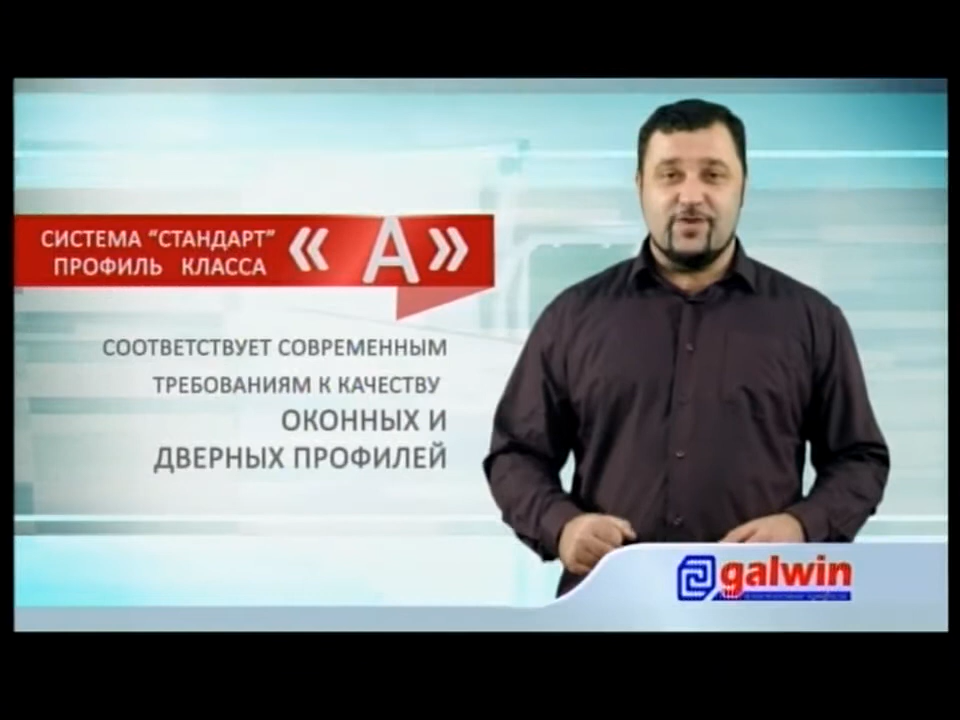 СИСТЕМА “СТАНДАРТ”
ПРОФИЛЬ КЛАССА
« А»
СООТВЕТСТВУЕТ СОВРЕМЕННЫМ
ТРЕБОВАНИЯМ К КАЧЕСТВУ
ОКОННЫХ И
ДВЕРНЫХ ПРОФИЛЕЙ
galwin